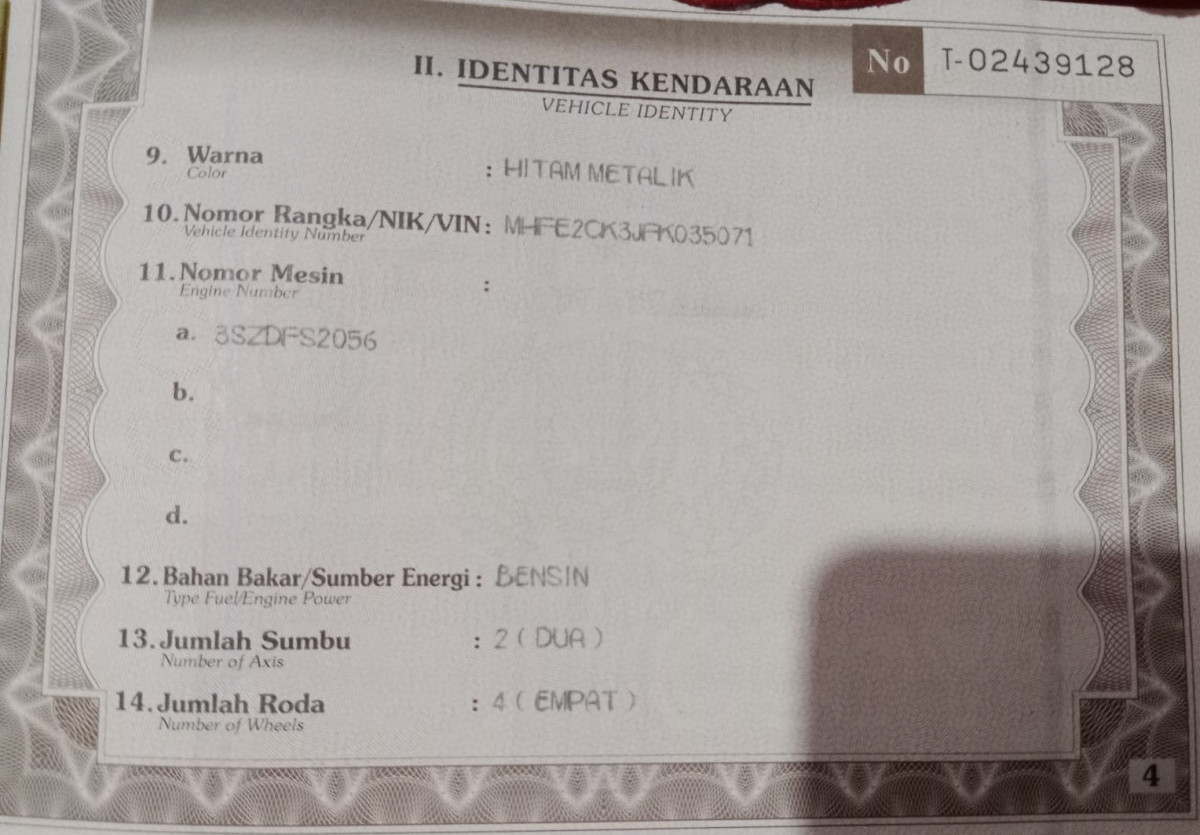 No T-02439128
II. IDENTITAS KENDARAAN
VEHICLE IDENTITY
9. Warna : HITAM METALIK
Color
10. Nomor Rangka/NIK/VIN: MHFE2CK3JFK035071
Vehicle Identity Number
11. Nomor Mesin :
Engine Number
a. 3SZDFS2056
b.
c.
d.
12. Bahan Bakar/Sumber Energi : BENSIN
Type Fuel/Engine Power
13. Jumlah Sumbu : 2 ( DUA )
Number of Axis
14. Jumlah Roda : 4 ( EMPAT )
Number of Wheels
4